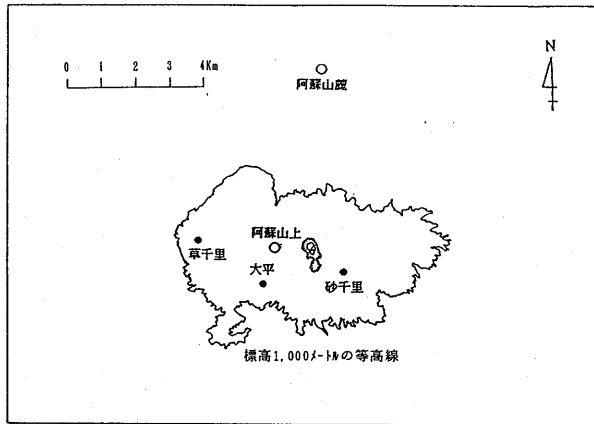 0 1 2 3 4Km
N
阿蘇山麓
阿蘇山上
草千里
大平
砂千里
標高1,000メートルの等高線